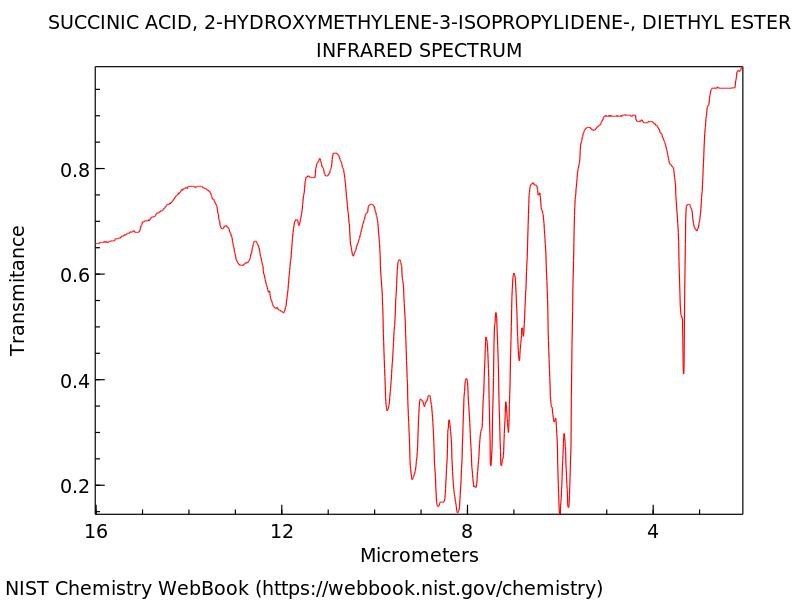 SUCCINIC ACID, 2-HYDROXYMETHYLENE-3-ISOPROPYLIDENE-, DIETHYL ESTER
INFRARED SPECTRUM
0.8
0.6
0.4
0.2
Transmitance
16 12 8 4
Micrometers
NIST Chemistry WebBook (https://webbook.nist.gov/chemistry)